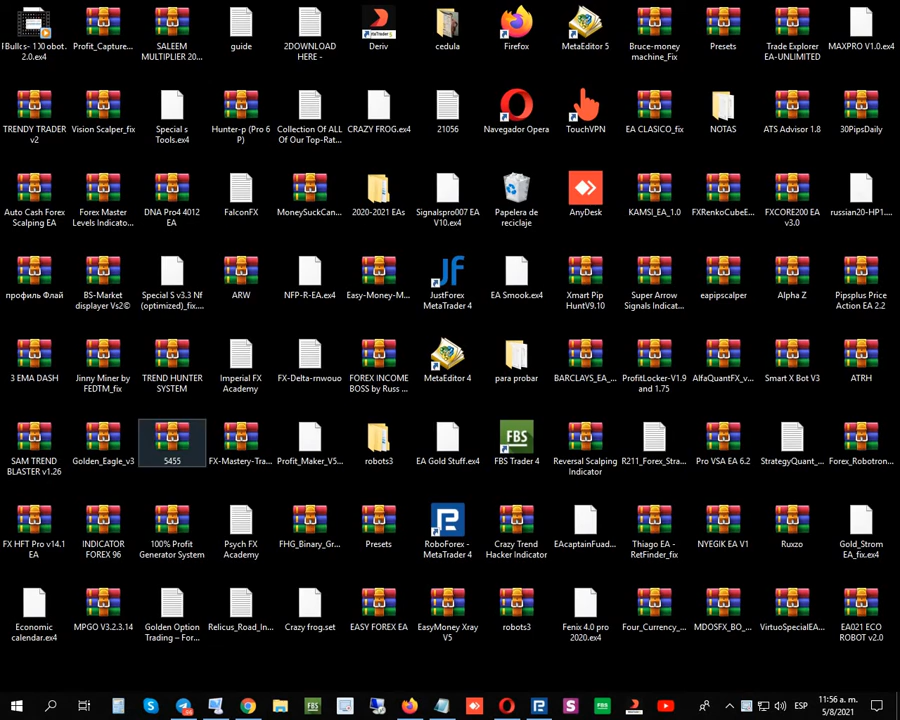 Profit_Capture...
SALEEM
MULTIPLIER 20...
guide
2DOWNLOAD
HERE -
Deriv
cedula
Firefox
MetaEditor 5
Bruce-money
machine_Fix
Presets
Trade Explorer
EA-UNLIMITED
MAXPRO V1.0.ex4
2.0.ex4
TRENDY TRADER
v2
Vision Scalper_fix
Special s
Tools.ex4
Hunter-p (Pro 6
P)
Collection Of ALL
Of Our Top-Rat...
CRAZY FROG.ex4
21056
Navegador Opera
TouchVPN
EA CLASICO_fix
NOTAS
ATS Advisor 1.8
30PipsDaily
Auto Cash Forex
Scalping EA
Forex Master
Levels Indicato...
DNA Pro4 4012
EA
FalconFX
MoneySuckCan...
2020-2021 EAs
Signalspro007 EA
V10.ex4
Papelera de
reciclaje
AnyDesk
KAMSI_EA_1.0
FXRenkoCubeE...
FXCORE200 EA
v3.0
russian20-HP1...
профиль Флай
BS-Market
displayer Vs2©
Special S v3.3 Nf
(optimized)_fix....
ARW
NFP-R-EA.ex4
Easy-Money-M...
JustForex
MetaTrader 4
EA Smook.ex4
Xmart Pip
HuntV9.10
Super Arrow
Signals Indicat...
eapipscalper
Alpha Z
Pipsplus Price
Action EA 2.2
3 EMA DASH
Jinny Miner by
FEDTM_fix
TREND HUNTER
SYSTEM
Imperial FX
Academy
FX-Delta-rnwouo
FOREX INCOME
BOSS by Russ ...
MetaEditor 4
para probar
BARCLAYS_EA_...
ProfitLocker-V1.9
and 1.75
AlfaQuantFX_v...
Smart X Bot V3
ATRH
FBS
SAM TREND
BLASTER v1.26
Golden_Eagle_v3
5455
FX-Mastery-Tra...
Profit_Maker_V5...
robots3
EA Gold Stuff.ex4
FBS Trader 4
Reversal Scalping
Indicator
R211_Forex_Stra...
Pro VSA EA 6.2
StrategyQuant_...
Forex_Robotron...
FX HFT Pro v14.1
EA
INDICATOR
FOREX 96
100% Profit
Generator System
Psych FX
Academy
FHG_Binary_Gr...
Presets
RoboForex -
MetaTrader 4
Crazy Trend
Hacker Indicator
EAcaptainFuad...
Thiago EA -
RetFinder_fix
NYEGIK EA V1
Ruxzo
Gold_Strom
EA_fix.ex4
Economic
calendar.ex4
MPGO V3.2.3.14
Golden Option
Trading – For...
Relicus_Road_In...
Crazy frog.set
EASY FOREX EA
EasyMoney Xray
V5
robots3
Fenix 4.0 pro
2020.ex4
Four_Currency_...
MDOSFX_BO_...
VirtuoSpecialEA...
EA021 ECO
ROBOT v2.0
FBS
FBS
ESP
11:56 a. m.
5/8/2021